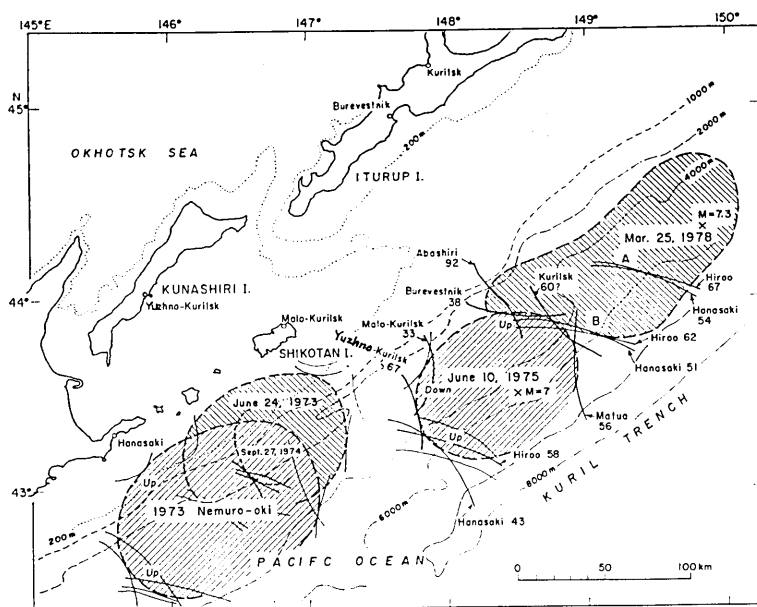 145°E
146°
147°
148°
149°
150°
N
45°
44°
43°
OKHOTSK SEA
Kurilsk
Burevestnik
200m
ITURUP I.
1000 m
2000 m
4000m
M=7.3
×
Mar. 25, 1978
A
Abashiri
92
Kurilsk
60?
Hiroo
67
Burevestnik
38
Hanasaki
54
KUNASHIRI I.
Yuzhno-Kurilsk
Malo-Kurilsk
Malo-Kurilsk
33
Up
B
Hiroo 62
SHIKOTAN I.
Yuzhno-Kurilsk
67
Hanasaki 51
June 10, 1975
× M=7
Down
June 24, 1973
Matua
56
Hanasaki
Up
Hiroo 58
Sept. 27, 1974
KURIL TRENCH
8000m
Up
1973 Nemuro-oki
6000m
Hanasaki 43
200m
PACIFIC OCEAN
Up
0 50 100km